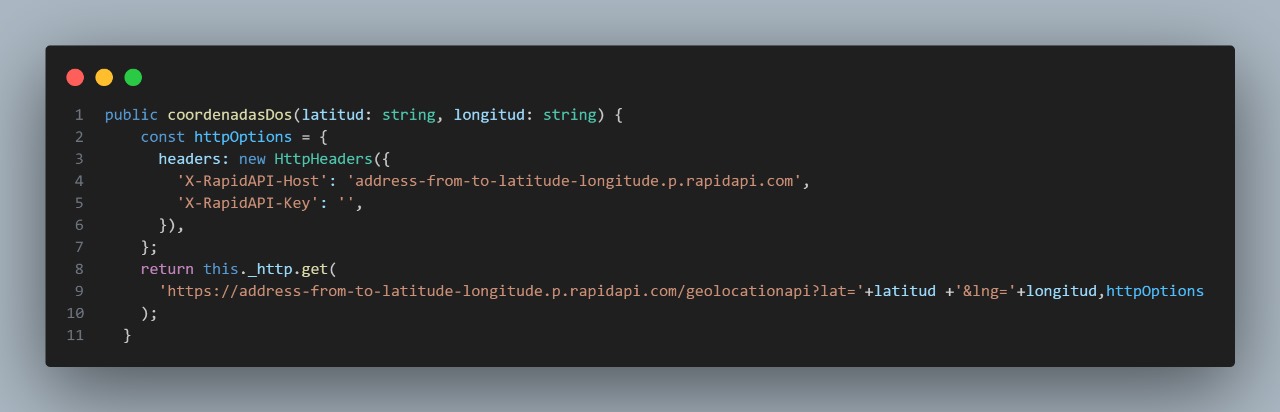 1 public coordenadasDos(latitud: string, longitud: string) {
2     const httpOptions = {
3       headers: new HttpHeaders({
4         'X-RapidAPI-Host': 'address-from-to-latitude-longitude.p.rapidapi.com',
5         'X-RapidAPI-Key': '',
6       }),
7     };
8     return this._http.get(
9       'https://address-from-to-latitude-longitude.p.rapidapi.com/geolocationapi?lat='+latitud +'&lng='+longitud,httpOptions
10     );
11   }